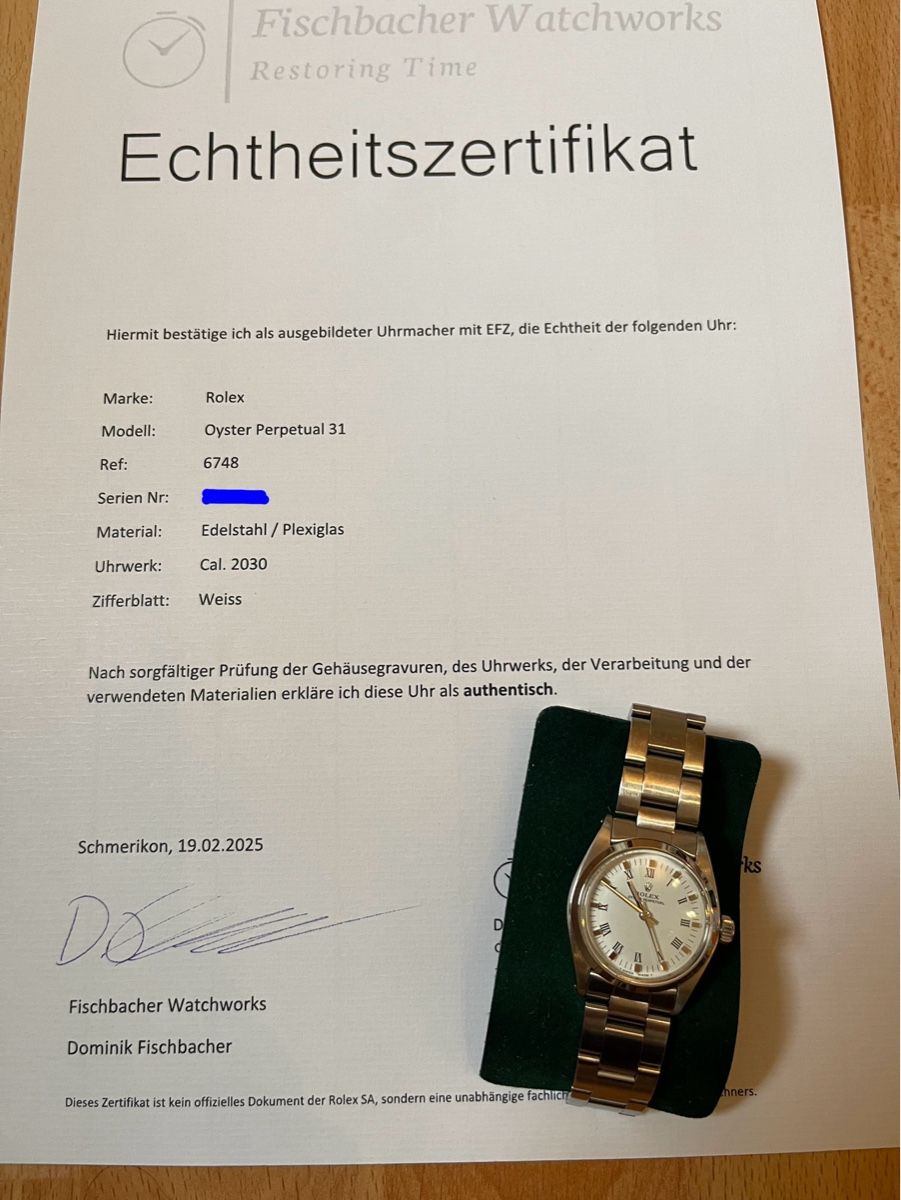 Fischbacher Watchworks
Restoring Time
Echtheitszertifikat
Hiermit bestätige ich als ausgebildeter Uhrmacher mit EFZ, die Echtheit der folgenden Uhr:
Marke: Rolex
Modell: Oyster Perpetual 31
Ref: 6748
Serien Nr:
Material: Edelstahl / Plexiglas
Uhrwerk: Cal. 2030
Zifferblatt: Weiss
Nach sorgfältiger Prüfung der Gehäusegravuren, des Uhrwerks, der Verarbeitung und der
verwendeten Materialien erkläre ich diese Uhr als authentisch.
Schmerikon, 19.02.2025
ROLEX
Fischbacher Watchworks
Dominik Fischbacher
Dieses Zertifikat ist kein offizielles Dokument der Rolex SA, sondern eine unabhängige